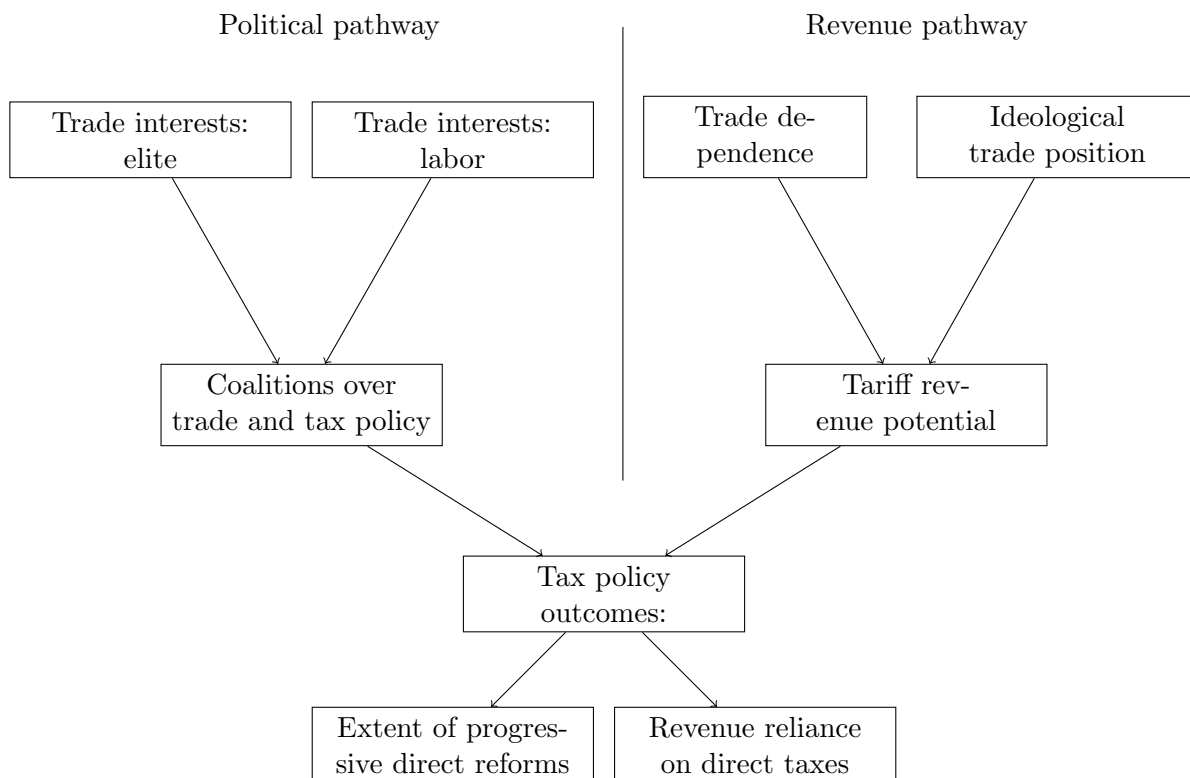 Political pathway
Revenue pathway
Trade interests:
elite
Trade interests:
labor
Trade de-
pendence
Ideological
trade position
Coalitions over
trade and tax policy
Tariff rev-
enue potential
Tax policy
outcomes:
Extent of progres-
sive direct reforms
Revenue reliance
on direct taxes